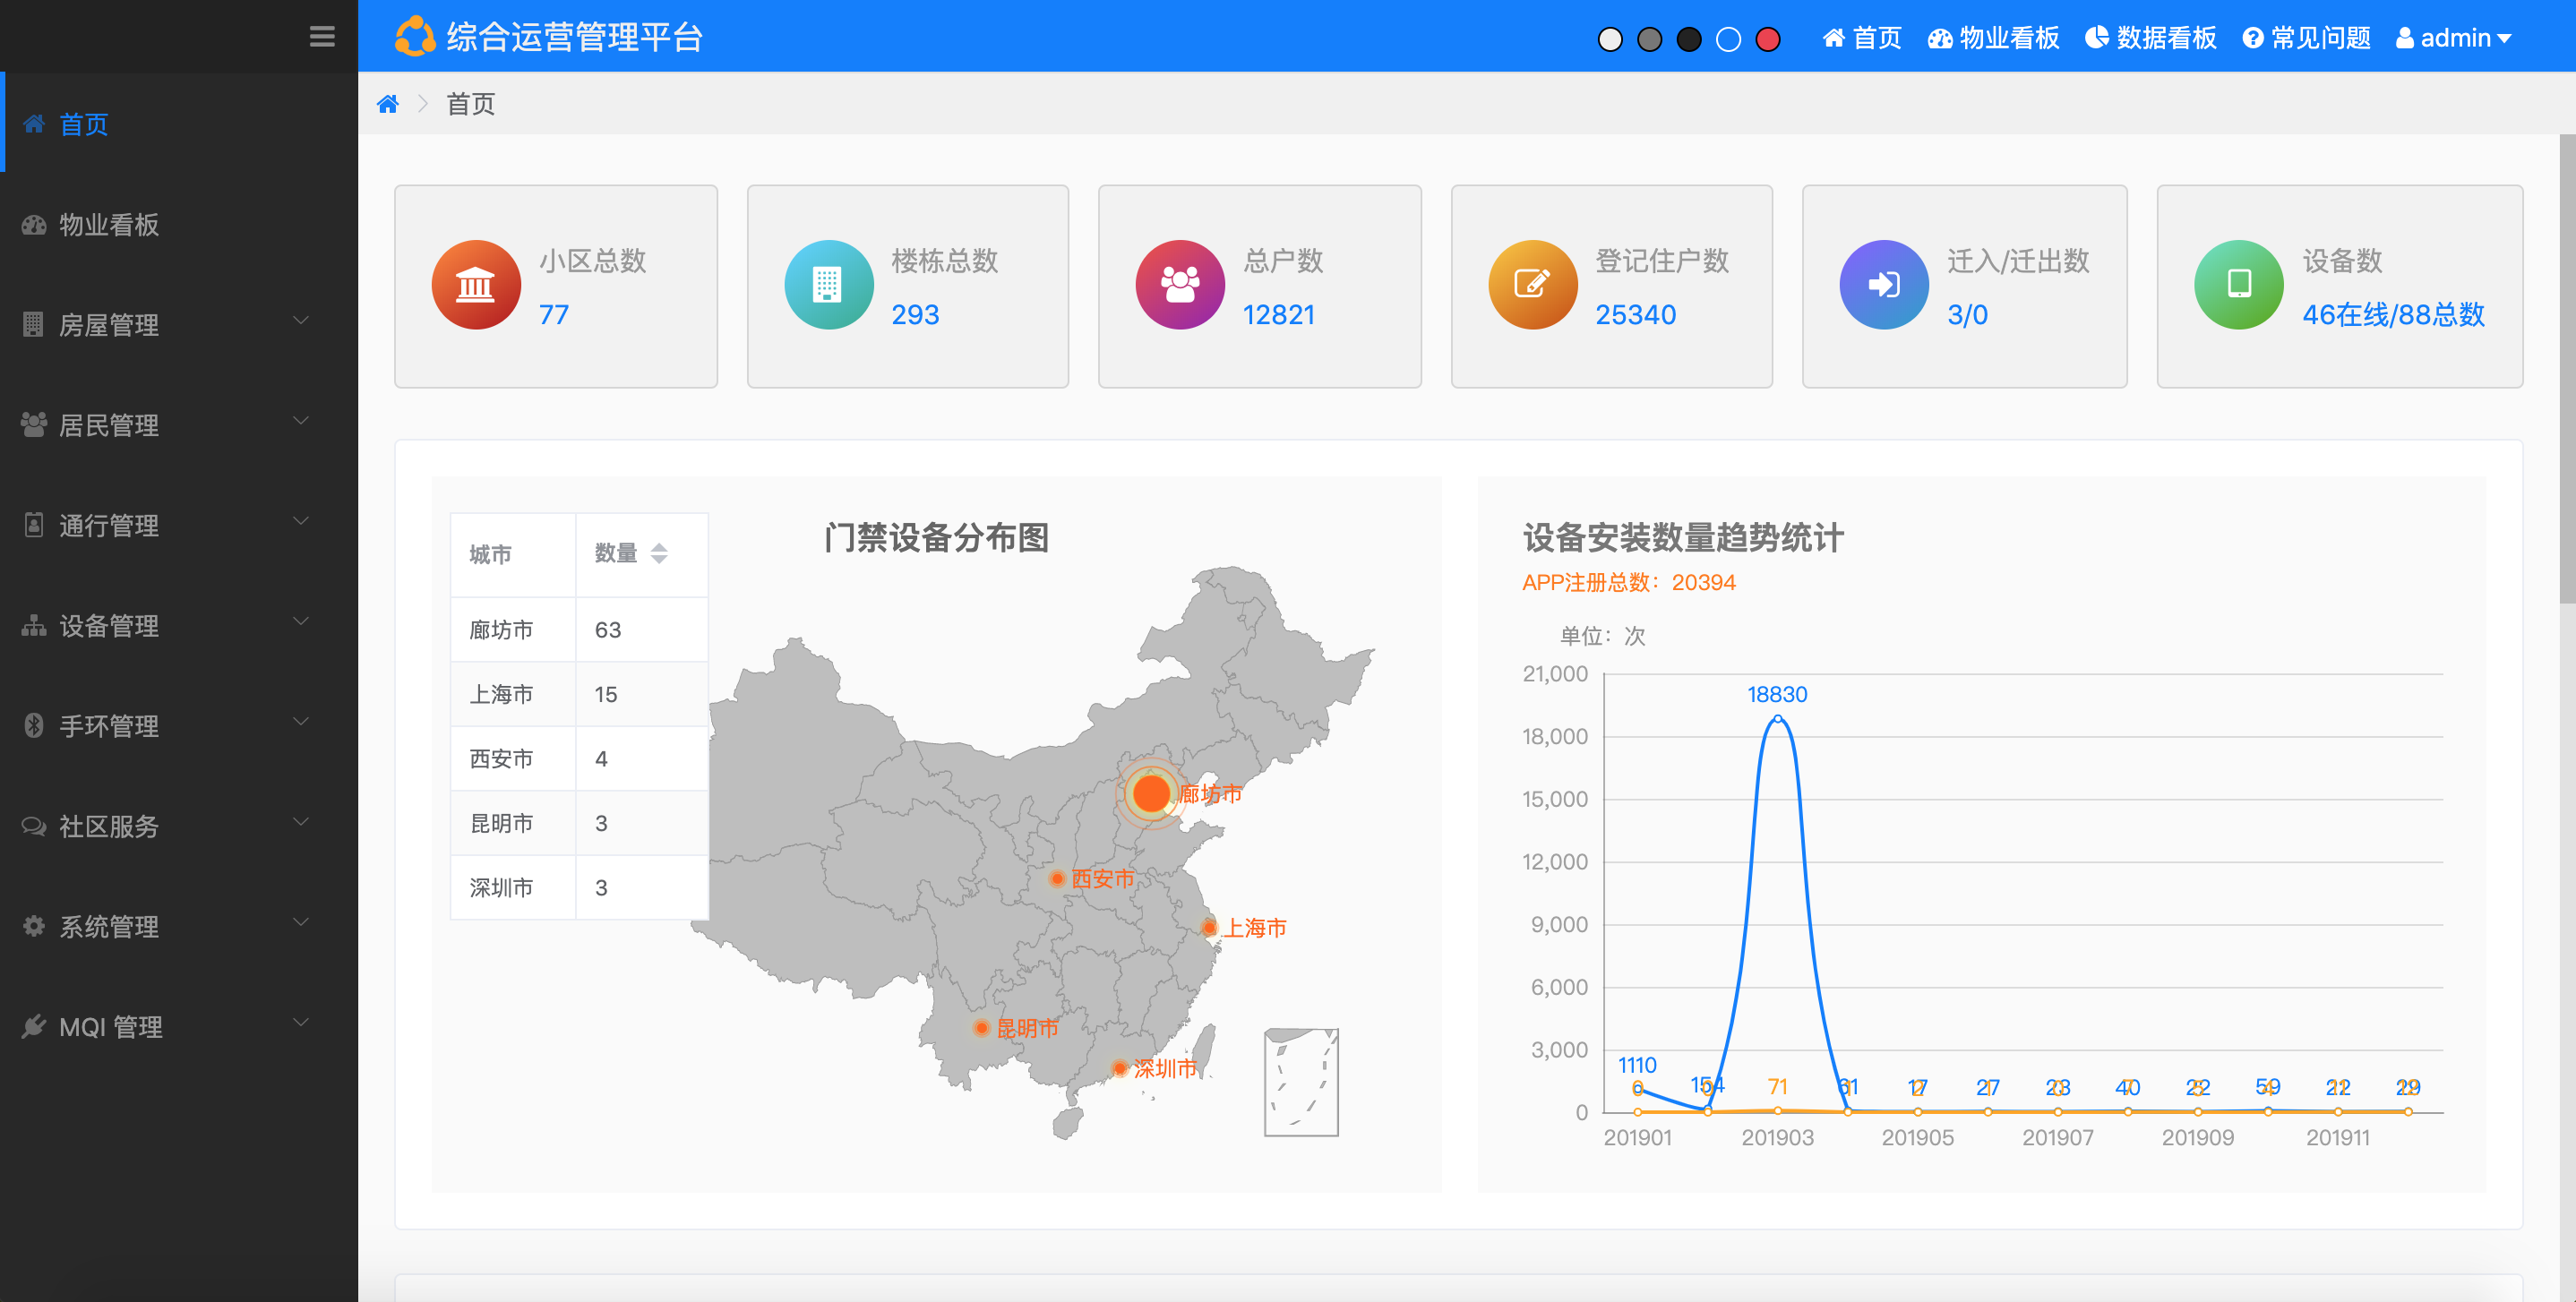 综合运营管理平台
首页
物业看板
数据看板
常见问题
admin
首页
物业看板
房屋管理
居民管理
通行管理
设备管理
手环管理
社区服务
系统管理
MQI 管理
首页
小区总数
77
楼栋总数
293
总户数
12821
登记住户数
25340
迁入/迁出数
3/0
设备数
46在线/88总数
门禁设备分布图
城市 数量
廊坊市 63
上海市 15
西安市 4
昆明市 3
深圳市 3
廊坊市
西安市
上海市
昆明市
深圳市
设备安装数量趋势统计
APP注册总数：20394
单位：次
21,000
18,000
15,000
12,000
9,000
6,000
3,000
0
18830
1110
0
154
71
61
17
27
23
40
22
59
22
29
201901
201903
201905
201907
201909
201911